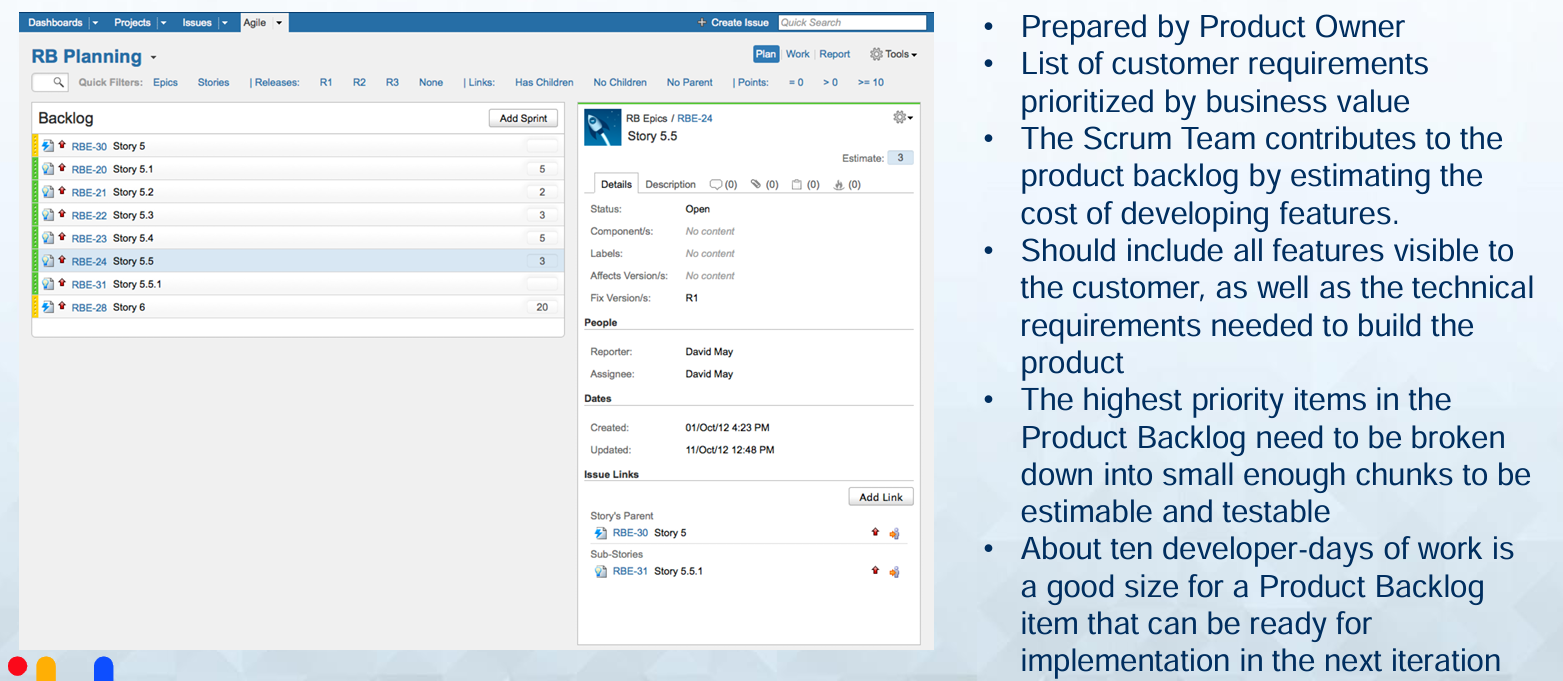 Dashboards Projects Issues Agile + Create Issue Quick Search
RB Planning
Plan Work Report Tools
Quick Filters: Epics Stories | Releases: R1 R2 R3 None | Links: Has Children No Children No Parent | Points: = 0 > 0 >= 10
Backlog Add Sprint
RBE-30 Story 5
RBE-20 Story 5.1 5
RBE-21 Story 5.2 2
RBE-22 Story 5.3 3
RBE-23 Story 5.4 5
RBE-24 Story 5.5 3
RBE-31 Story 5.5.1
RBE-28 Story 6 20
RB Epics / RBE-24
Story 5.5
Estimate: 3
Details Description (0) (0) (0) (0)
Status: Open
Component/s: No content
Labels: No content
Affects Version/s: No content
Fix Version/s: R1
People
Reporter: David May
Assignee: David May
Dates
Created: 01/Oct/12 4:23 PM
Updated: 11/Oct/12 12:48 PM
Issue Links
Add Link
Story's Parent
RBE-30 Story 5
Sub-Stories
RBE-31 Story 5.5.1
• Prepared by Product Owner
• List of customer requirements
prioritized by business value
• The Scrum Team contributes to the
product backlog by estimating the
cost of developing features.
• Should include all features visible to
the customer, as well as the technical
requirements needed to build the
product
• The highest priority items in the
Product Backlog need to be broken
down into small enough chunks to be
estimable and testable
• About ten developer-days of work is
a good size for a Product Backlog
item that can be ready for
implementation in the next iteration